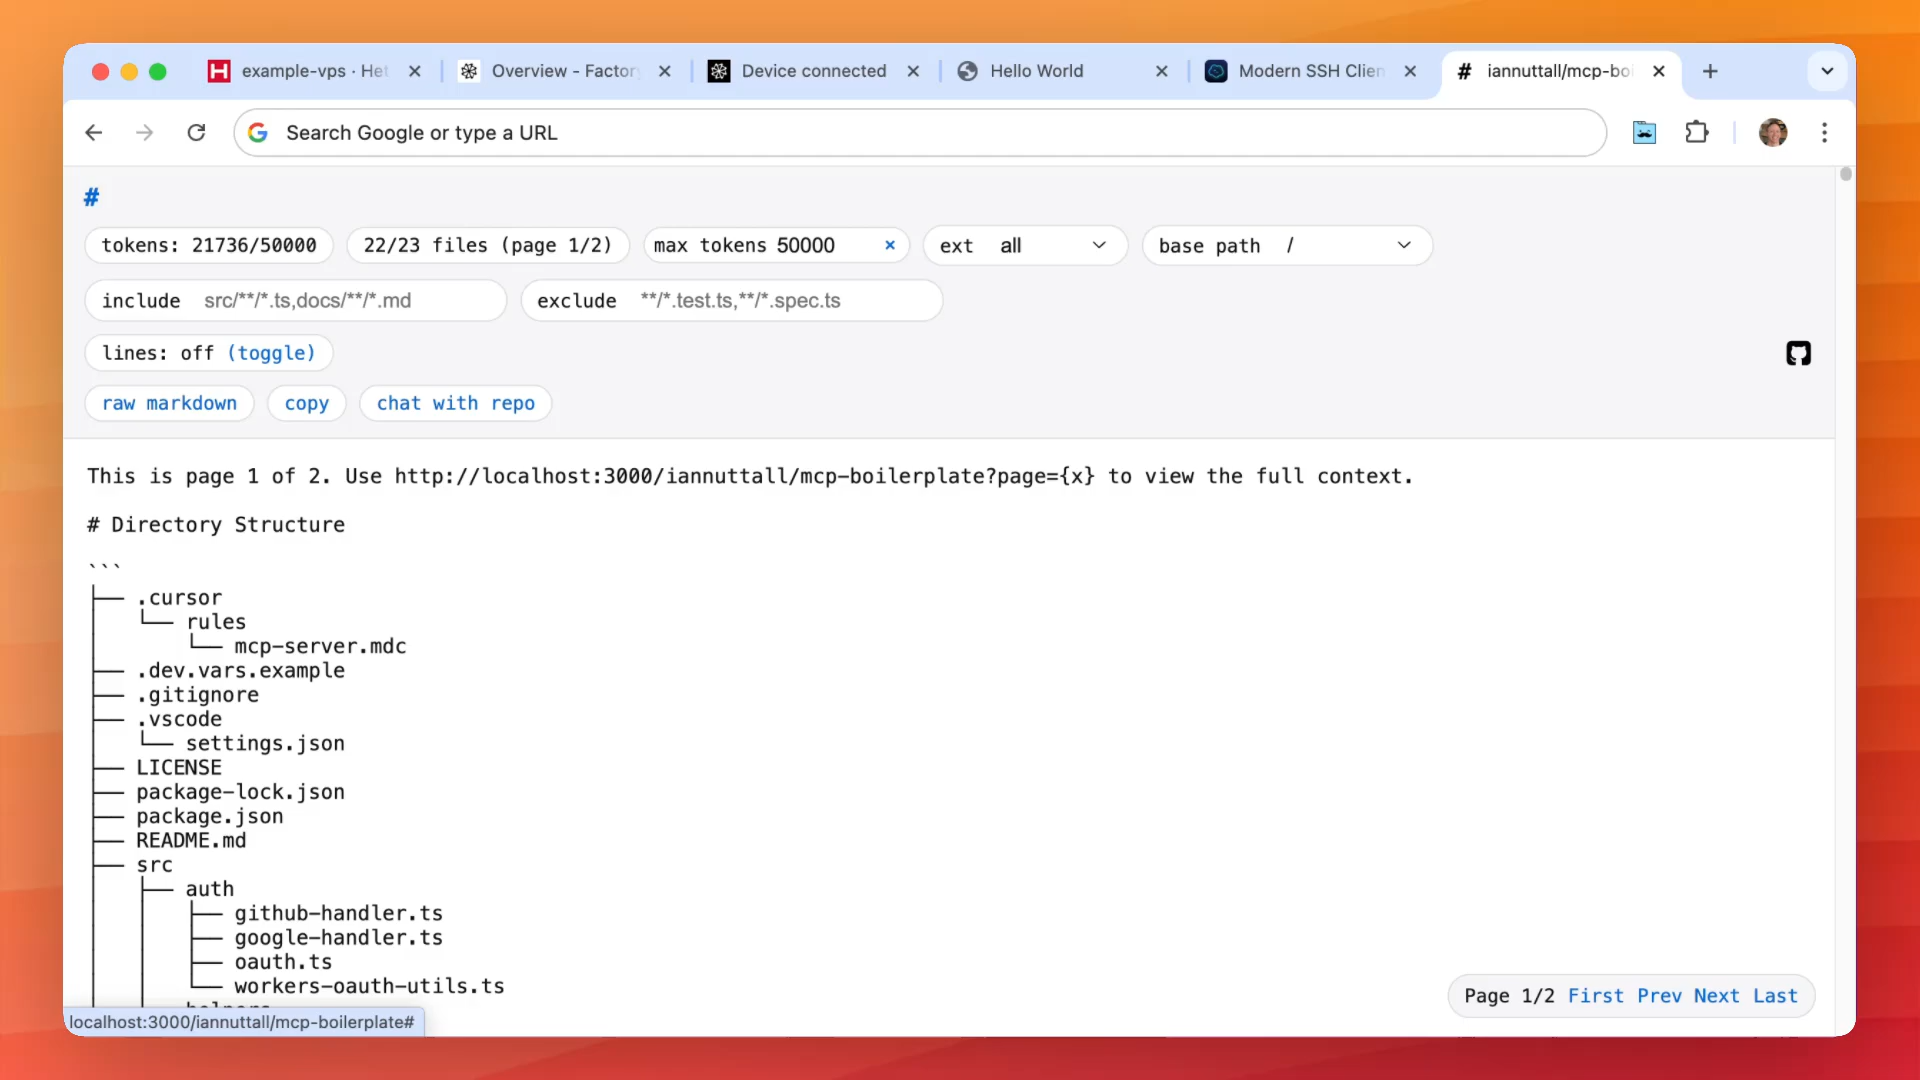 example-vps · Het
Overview - Factory
Device connected
Hello World
Modern SSH Clien
# iannuttall/mcp-boi
Search Google or type a URL
#
tokens: 21736/50000
22/23 files (page 1/2)
max tokens 50000 ×
ext all
base path /
include src/**/*.ts,docs/**/*.md
exclude **/*.test.ts,**/*.spec.ts
lines: off (toggle)
raw markdown
copy
chat with repo
This is page 1 of 2. Use http://localhost:3000/iannuttall/mcp-boilerplate?page={x} to view the full context.
# Directory Structure
```
├── .cursor
│   └── rules
│       └── mcp-server.mdc
├── .dev.vars.example
├── .gitignore
├── .vscode
│   └── settings.json
├── LICENSE
├── package-lock.json
├── package.json
├── README.md
├── src
│   ├── auth
│   │   ├── github-handler.ts
│   │   ├── google-handler.ts
│   │   ├── oauth.ts
│   │   └── workers-oauth-utils.ts
Page 1/2 First Prev Next Last
localhost:3000/iannuttall/mcp-boilerplate#